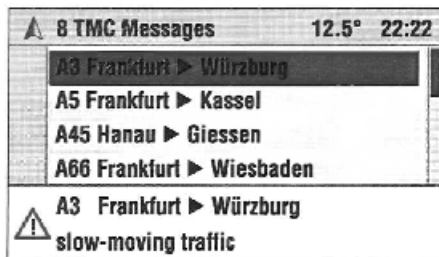 8 TMC Messages 12.5° 22:22
A3 Frankfurt ▶ Würzburg
A5 Frankfurt ▶ Kassel
A45 Hanau ▶ Giessen
A66 Frankfurt ▶ Wiesbaden
A3 Frankfurt ▶ Würzburg
slow-moving traffic